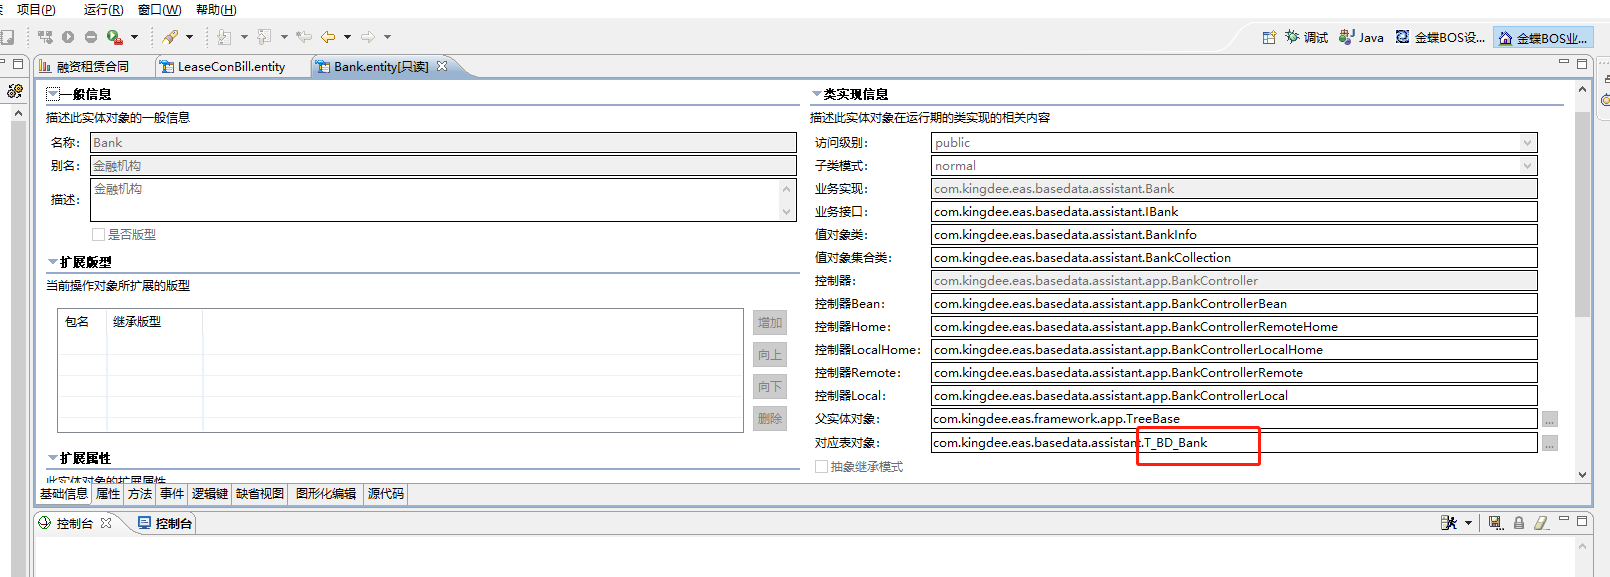 项目(P) 运行(R) 窗口(W) 帮助(H)
调试 Java 金蝶BOS设... 金蝶BOS业...
融资租赁合同 LeaseConBill.entity Bank.entity[只读]
一般信息
描述此实体对象的一般信息
名称: Bank
别名: 金融机构
描述: 金融机构
是否版型
扩展版型
当前操作对象所扩展的版型
包名 继承版型
增加
向上
向下
删除
扩展属性
此实体对象的扩展属性
类实现信息
描述此实体对象在运行期的类实现的相关内容
访问级别: public
子类模式: normal
业务实现: com.kingdee.eas.basedata.assistant.Bank
业务接口: com.kingdee.eas.basedata.assistant.IBank
值对象类: com.kingdee.eas.basedata.assistant.BankInfo
值对象集合类: com.kingdee.eas.basedata.assistant.BankCollection
控制器: com.kingdee.eas.basedata.assistant.app.BankController
控制器Bean: com.kingdee.eas.basedata.assistant.app.BankControllerBean
控制器Home: com.kingdee.eas.basedata.assistant.app.BankControllerRemoteHome
控制器LocalHome: com.kingdee.eas.basedata.assistant.app.BankControllerLocalHome
控制器Remote: com.kingdee.eas.basedata.assistant.app.BankControllerRemote
控制器Local: com.kingdee.eas.basedata.assistant.app.BankControllerLocal
父实体对象: com.kingdee.eas.framework.app.TreeBase ...
对应表对象: com.kingdee.eas.basedata.assistant.T_BD_Bank ...
抽象继承模式
基础信息 属性 方法 事件 逻辑键 缺省视图 图形化编辑 源代码
控制台 控制台